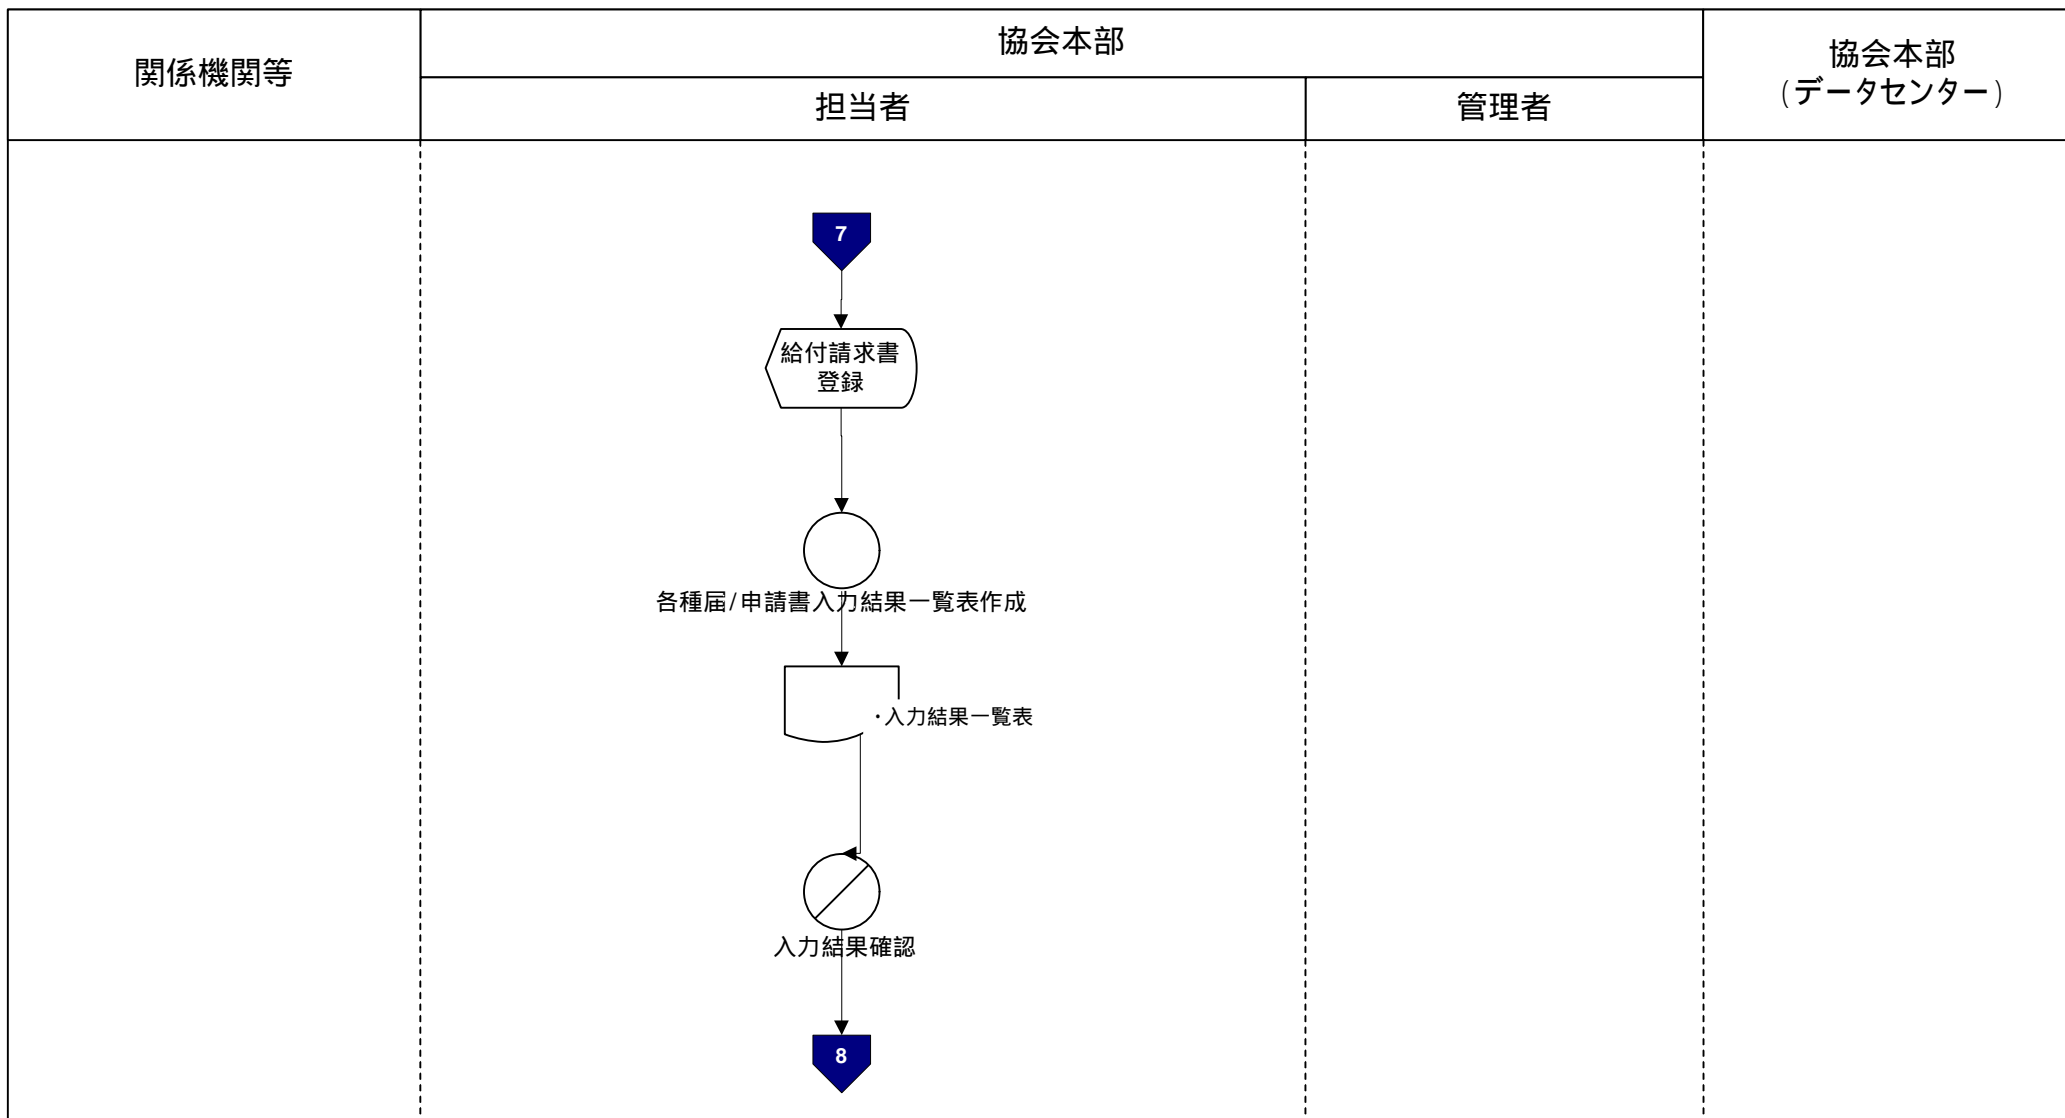 関係機関等
協会本部
担当者
管理者
協会本部
(データセンター)
7
給付請求書
登録
各種届/申請書入力結果一覧表作成
・入力結果一覧表
入力結果確認
8